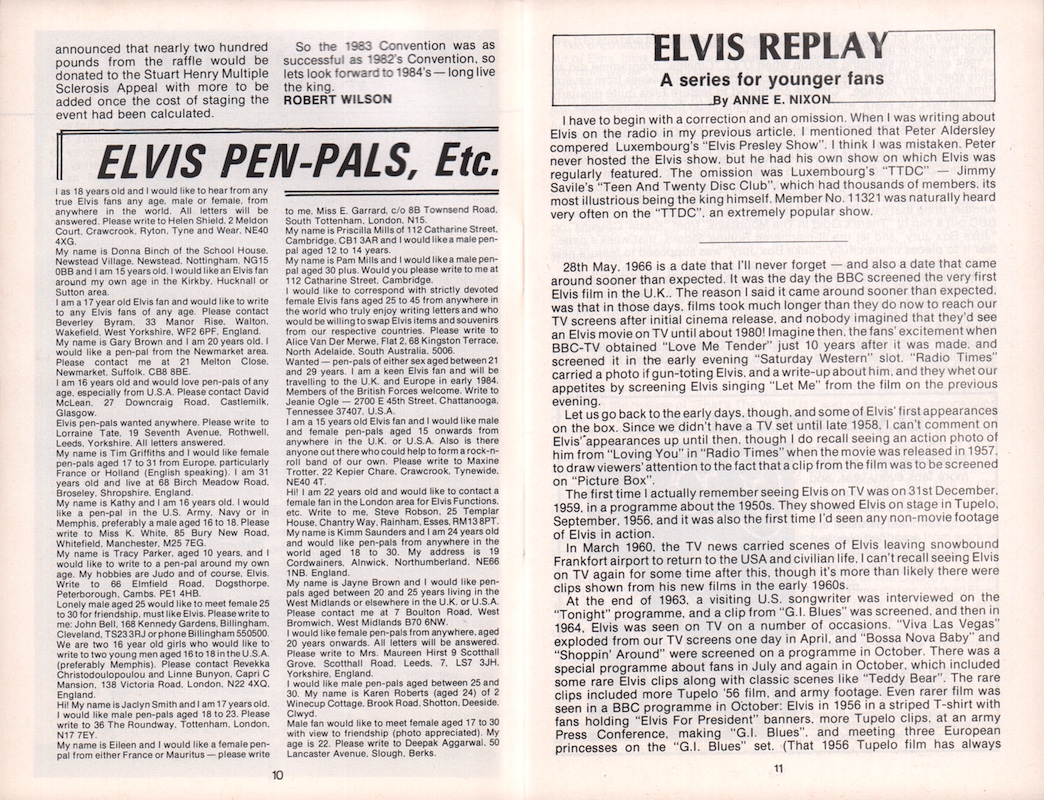 announced that nearly two hundred
pounds from the raffle would be
donated to the Stuart Henry Multiple
Sclerosis Appeal with more to be
added once the cost of staging the
event had been calculated.
So the 1983 Convention was as
successful as 1982's Convention, so
lets look forward to 1984's — long live
the king.
ROBERT WILSON
ELVIS PEN-PALS, Etc.
I as 18 years old and I would like to hear from any
true Elvis fans any age, male or female, from
anywhere in the world. All letters will be
answered. Please write to Helen Shield, 2 Meldon
Court, Crawcrook, Ryton, Tyne and Wear, NE40
4XG.
My name is Donna Binch of the School House,
Newstead Village, Newstead, Nottingham, NG15
0BB and I am 15 years old. I would like an Elvis fan
around my own age in the Kirkby, Hucknall or
Sutton area.
I am a 17 year old Elvis fan and would like to write
to any Elvis fans of any age. Please contact
Beverley Byram, 33 Manor Rise, Walton,
Wakefield, West Yorkshire, WF2 6PF, England.
My name is Gary Brown and I am 20 years old. I
would like a pen-pal from the Newmarket area.
Please contact me at 21 Melton Close,
Newmarket, Suffolk. CB8 8BE.
I am 16 years old and would love pen-pals of any
age, especially from U.S.A. Please contact David
McLean, 27 Downcraig Road, Castlemilk,
Glasgow.
Elvis pen-pals wanted anywhere. Please write to
Lorraine Tate, 19 Seventh Avenue, Rothwell,
Leeds, Yorkshire. All letters answered.
My name is Tim Griffiths and I would like female
pen-pals aged 17 to 31 from Europe, particularly
France or Holland (English speaking). I am 31
years old and live at 68 Birch Meadow Road,
Broseley, Shropshire, England.
My name is Kathy and I am 16 years old. I would
like a pen-pal in the U.S. Army, Navy or in
Memphis, preferably a male aged 16 to 18. Please
write to Miss K. White, 85 Bury New Road,
Whitefield, Manchester, M25 7EG.
My name is Tracy Parker, aged 10 years, and I
would like to write to a pen-pal around my own
age. My hobbies are Judo and of course, Elvis.
Write to 66 Elmfield Road, Dogsthorpe,
Peterborough, Cambs. PE1 4HB.
Lonely male aged 25 would like to meet female 25
to 30 for friendship, must like Elvis. Please write to
me: John Bell, 168 Kennedy Gardens, Billingham,
Cleveland, TS23 3RJ or phone Billingham 550500.
We are two 16 year old girls who would like to
write to two young men aged 16 to 18 in the U.S.A.
(preferably Memphis). Please contact Revekka
Christodoulopoulou and Linne Bunyon, Capri C
Mansion, 138 Victoria Road, London, N22 4XQ,
England.
Hi! My name is Jaclyn Smith and I am 17 years old.
I would like male pen-pals aged 18 to 23. Please
write to 36 The Roundway, Tottenham, London,
N17 7EY.
My name is Eileen and I would like a female pen-
pal from either France or Mauritus — please write
to me, Miss E. Garrard, c/o 8B Townsend Road,
South Tottenham, London, N15.
My name is Priscilla Mills of 112 Catharine Street,
Cambridge. CB1 3AR and I would like a male pen-
pal aged 12 to 14 years.
My name is Pam Mills and I would like a male pen-
pal aged 30 plus. Would you please write to me at
112 Catharine Street, Cambridge.
I would like to correspond with strictly devoted
female Elvis fans aged 25 to 45 from anywhere in
the world who truly enjoy writing letters and who
would be willing to swap Elvis items and souvenirs
from our respective countries. Please write to
Alice Van Der Merwe, Flat 2, 68 Kingston Terrace,
North Adelaide, South Australia, 5006.
Wanted — pen-pals of either sex aged between 21
and 29 years. I am a keen Elvis fan and will be
travelling to the U.K. and Europe in early 1984.
Members of the British Forces welcome. Write to
Jeanie Ogle — 2700 E 45th Street, Chattanooga,
Tennessee 37407, U.S.A.
I am a 15 years old Elvis fan and I would like male
and female pen-pals aged 15 onwards from
anywhere in the U.K. or U.S.A. Also is there
anyone out there who could help to form a rock-n-
roll band of our own. Please write to Maxine
Trotter, 22 Kepier Chare, Crawcrook, Tynewide,
NE40 4T.
Hi! I am 22 years old and would like to contact a
female fan in the London area for Elvis Functions,
etc. Write to me, Steve Robson, 25 Templar
House, Chantry Way, Rainham, Esses. RM13 8PT.
My name is Kimm Saunders and I am 24 years old
and would like pen-pals from anywhere in the
world aged 18 to 30. My address is 19
Cordwainers, Alnwick, Northumberland. NE66
1NB. England.
My name is Jayne Brown and I would like pen-
pals aged between 20 and 25 years living in the
West Midlands or elsewhere in the U.K. or U.S.A.
Please contact me at 7 Boulton Road, West
Bromwich, West Midlands B70 6NW.
I would like female pen-pals from anywhere, aged
20 years onwards. All letters will be answered.
Please write to Mrs. Maureen Hirst 9 Scotthall
Grove, Scotthall Road, Leeds, 7, LS7 3JH,
Yorkshire, England.
I would like male pen-pals aged between 25 and
30. My name is Karen Roberts (aged 24) of 2
Winecup Cottage, Brook Road, Shotton, Deeside,
Clwyd.
Male fan would like to meet female aged 17 to 30
with view to friendship (photo appreciated). My
age is 22. Please write to Deepak Aggarwal, 50
Lancaster Avenue, Slough, Berks.
10
ELVIS REPLAY
A series for younger fans
By ANNE E. NIXON
I have to begin with a correction and an omission. When I was writing about
Elvis on the radio in my previous article, I mentioned that Peter Aldersley
compered Luxembourg's "Elvis Presley Show". I think I was mistaken. Peter
never hosted the Elvis show, but he had his own show on which Elvis was
regularly featured. The omission was Luxembourg's "TTDC" — Jimmy
Savile's "Teen And Twenty Disc Club", which had thousands of members, its
most illustrious being the king himself. Member No. 11321 was naturally heard
very often on the "TTDC", an extremely popular show.
28th May, 1966 is a date that I'll never forget — and also a date that came
around sooner than expected. It was the day the BBC screened the very first
Elvis film in the U.K.. The reason I said it came around sooner than expected,
was that in those days, films took much longer than they do now to reach our
TV screens after initial cinema release, and nobody imagined that they'd see
an Elvis movie on TV until about 1980! Imagine then, the fans' excitement when
BBC-TV obtained "Love Me Tender" just 10 years after it was made, and
screened it in the early evening "Saturday Western" slot. "Radio Times"
carried a photo if gun-toting Elvis, and a write-up about him, and they whet our
appetites by screening Elvis singing "Let Me" from the film on the previous
evening.
Let us go back to the early days, though, and some of Elvis' first appearances
on the box. Since we didn't have a TV set until late 1958, I can't comment on
Elvis' appearances up until then, though I do recall seeing an action photo of
him from "Loving You" in "Radio Times" when the movie was released in 1957,
to draw viewers' attention to the fact that a clip from the film was to be screened
on "Picture Box".
The first time I actually remember seeing Elvis on TV was on 31st December,
1959, in a programme about the 1950s. They showed Elvis on stage in Tupelo,
September, 1956, and it was also the first time I'd seen any non-movie footage
of Elvis in action.
In March 1960, the TV news carried scenes of Elvis leaving snowbound
Frankfort airport to return to the USA and civilian life, I can't recall seeing Elvis
on TV again for some time after this, though it's more than likely there were
clips shown from his new films in the early 1960s.
At the end of 1963, a visiting U.S. songwriter was interviewed on the
"Tonight" programme, and a clip from "G.I. Blues" was screened, and then in
1964, Elvis was seen on TV on a number of occasions. "Viva Las Vegas"
exploded from our TV screens one day in April, and "Bossa Nova Baby" and
"Shoppin' Around" were screened on a programme in October. There was a
special programme about fans in July and again in October, which included
some rare Elvis clips along with classic scenes like "Teddy Bear". The rare
clips included more Tupelo '56 film, and army footage. Even rarer film was
seen in a BBC programme in October: Elvis in 1956 in a striped T-shirt with
fans holding "Elvis For President" banners, more Tupelo clips, at an army
Press Conference, making "G.I. Blues", and meeting three European
princesses on the "G.I. Blues" set. (That 1956 Tupelo film has always
11